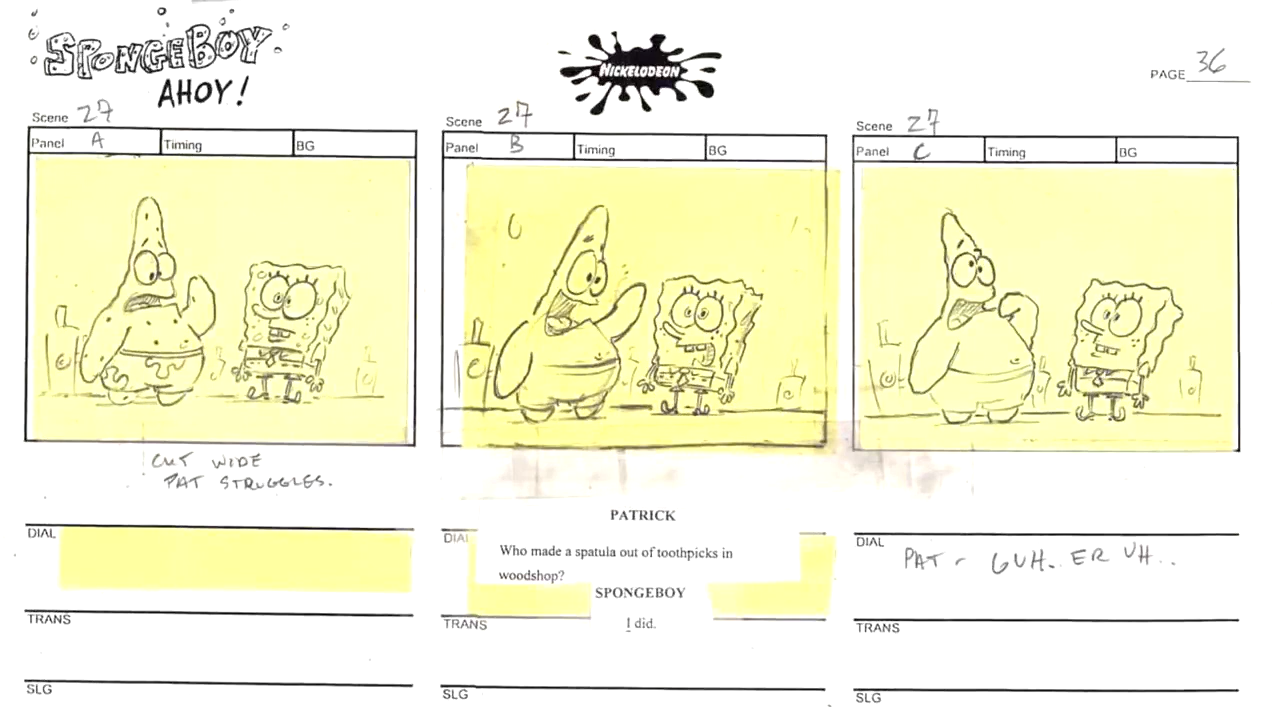 SPONGEBOY
AHOY!
NICKELODEON
PAGE 36
Scene 27
Panel A Timing BG
CUT WIDE
PAT STRUGGLES.
DIAL
TRANS
SLG
Scene 27
Panel B Timing BG
DIAL
PATRICK
Who made a spatula out of toothpicks in
woodshop?
SPONGEBOY
I did.
TRANS
SLG
Scene 27
Panel C Timing BG
DIAL PAT - GUH.. ER UH..
TRANS
SLG